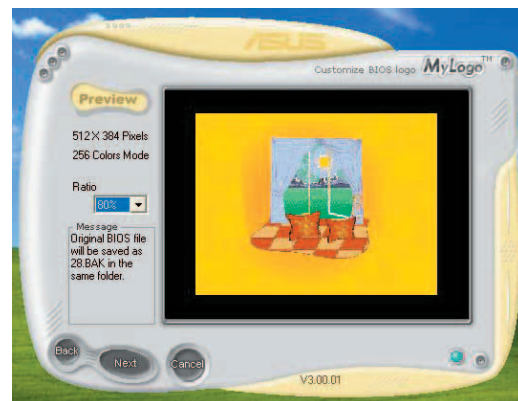 ASUS
Customize BIOS logo MyLogo™
Preview
512 X 384 Pixels
256 Colors Mode
Ratio
80%
Message
Original BIOS file
will be saved as
28.BAK in the
same folder.
Back
Next
Cancel
V3.00.01